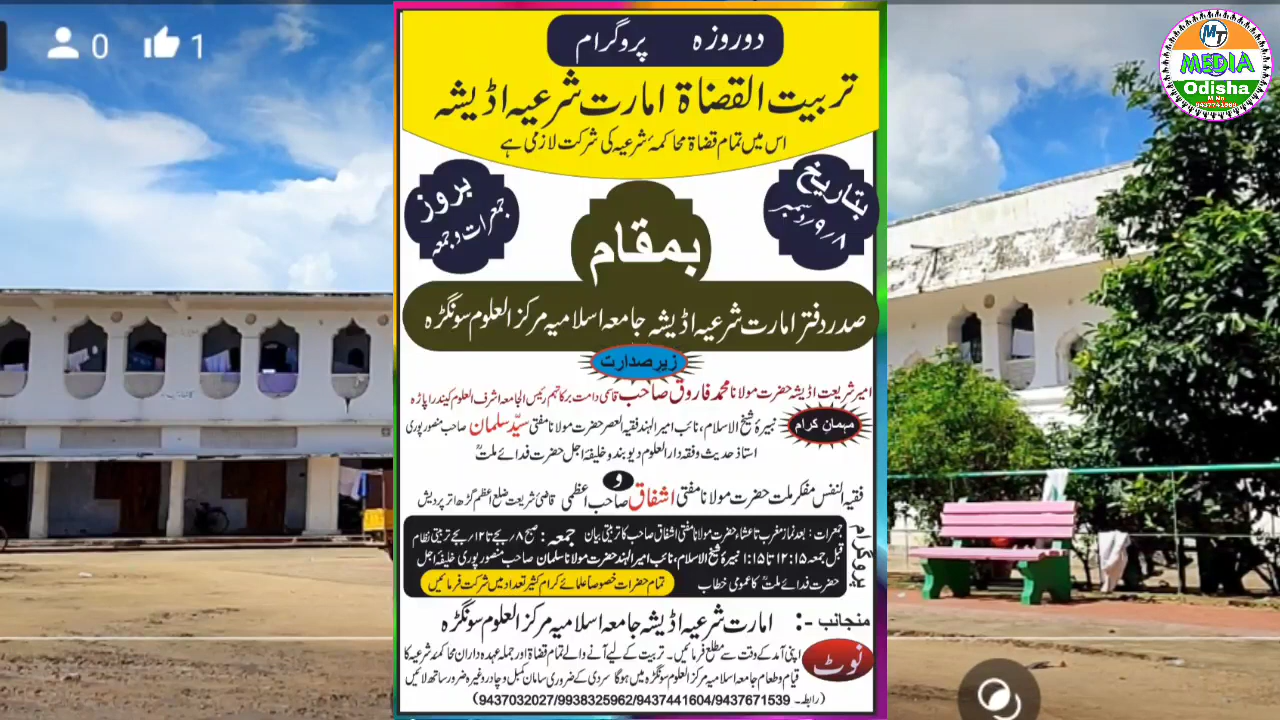 0 1
MT
MEDIA
Odisha
دوروزہ پروگرام
تربیت القضاۃ امارت شرعیہ اڈیشہ
اس میں تمام قضاۃ محاکمۂ شرعیہ کی شرکت لازمی ہے
بروز
جمعرات و جمعہ
بتاریخ
۸؍۹؍دسمبر
بمقام
صدر دفتر امارت شرعیہ اڈیشہ جامعہ اسلامیہ مرکز العلوم سونگڑہ
زیر صدارت
امیر شریعت اڈیشہ حضرت مولانا محمد فاروق صاحب قاسمی دامت برکاتہم رئیس الجامعہ اشرف العلوم کیندراپاڑہ
مہمانِ کرام
نبیرۂ شیخ الاسلام، نائب امیر الہند فقیہ العصر حضرت مولانا مفتی سیّد سلمان صاحب منصورپوری
استاذ حدیث و فقہ دارالعلوم دیوبند و خلیفۂ اجل حضرت فدائے ملتؒ
و
فقیہ النفس مفکر ملت حضرت مولانا مفتی اشفاق صاحب اعظمی قاضی شریعت ضلع اعظم گڑھ اتر پردیش
پروگرام
جمعرات: بعد نماز مغرب تا عشاء حضرت مولانا مفتی اشفاق صاحب کا تربیتی بیان جمعہ: صبح ۸؍بجے تا ۱۲؍بجے تربیتی نظام
قبل جمعہ ۱۲:۱۵ تا ۱:۱۵ نبیرۂ شیخ الاسلام، نائب امیر الہند حضرت مولانا سلمان صاحب منصورپوری خلیفۂ اجل
حضرت فدائے ملتؒ کا عمومی خطاب تمام حضرات خصوصاً علمائے کرام کثیر تعداد میں شرکت فرمائیں
منجانب :- امارت شرعیہ اڈیشہ جامعہ اسلامیہ مرکز العلوم سونگڑہ
نوٹ
اپنی آمد کے وقت سے مطلع فرمائیں۔ تربیت کے لیے آنے والے تمام قضاۃ اور جملہ عہدہ داران محاکمۂ شرعیہ کا
قیام و طعام جامعہ اسلامیہ مرکز العلوم سونگڑہ میں ہوگا سردی کے ضروری سامان کمبل و چادر وغیرہ ضرور ساتھ لائیں
(رابطہ۔ 9437032027/9938325962/9437441604/9437671539)